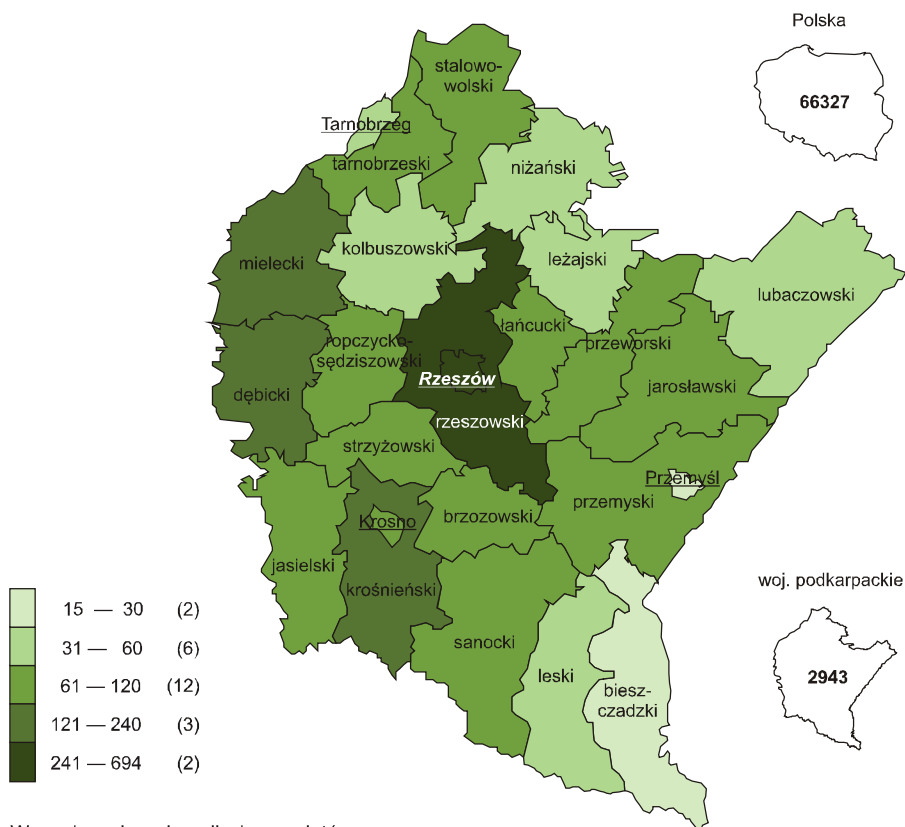 Polska
66327
stalowo-
wolski
Tarnobrzeg
tarnobrzeski
niżański
kolbuszowski
leżajski
mielecki
lubaczowski
łańcucki
ropczycko-
sędziszowski
przeworski
Rzeszów
jarosławski
dębicki
rzeszowski
strzyżowski
Przemyśl
przemyski
Krosno
brzozowski
jasielski
krośnieński
sanocki
leski
biesz-
czadzki
woj. podkarpackie
2943
15 — 30 (2)
31 — 60 (6)
61 — 120 (12)
121 — 240 (3)
241 — 694 (2)